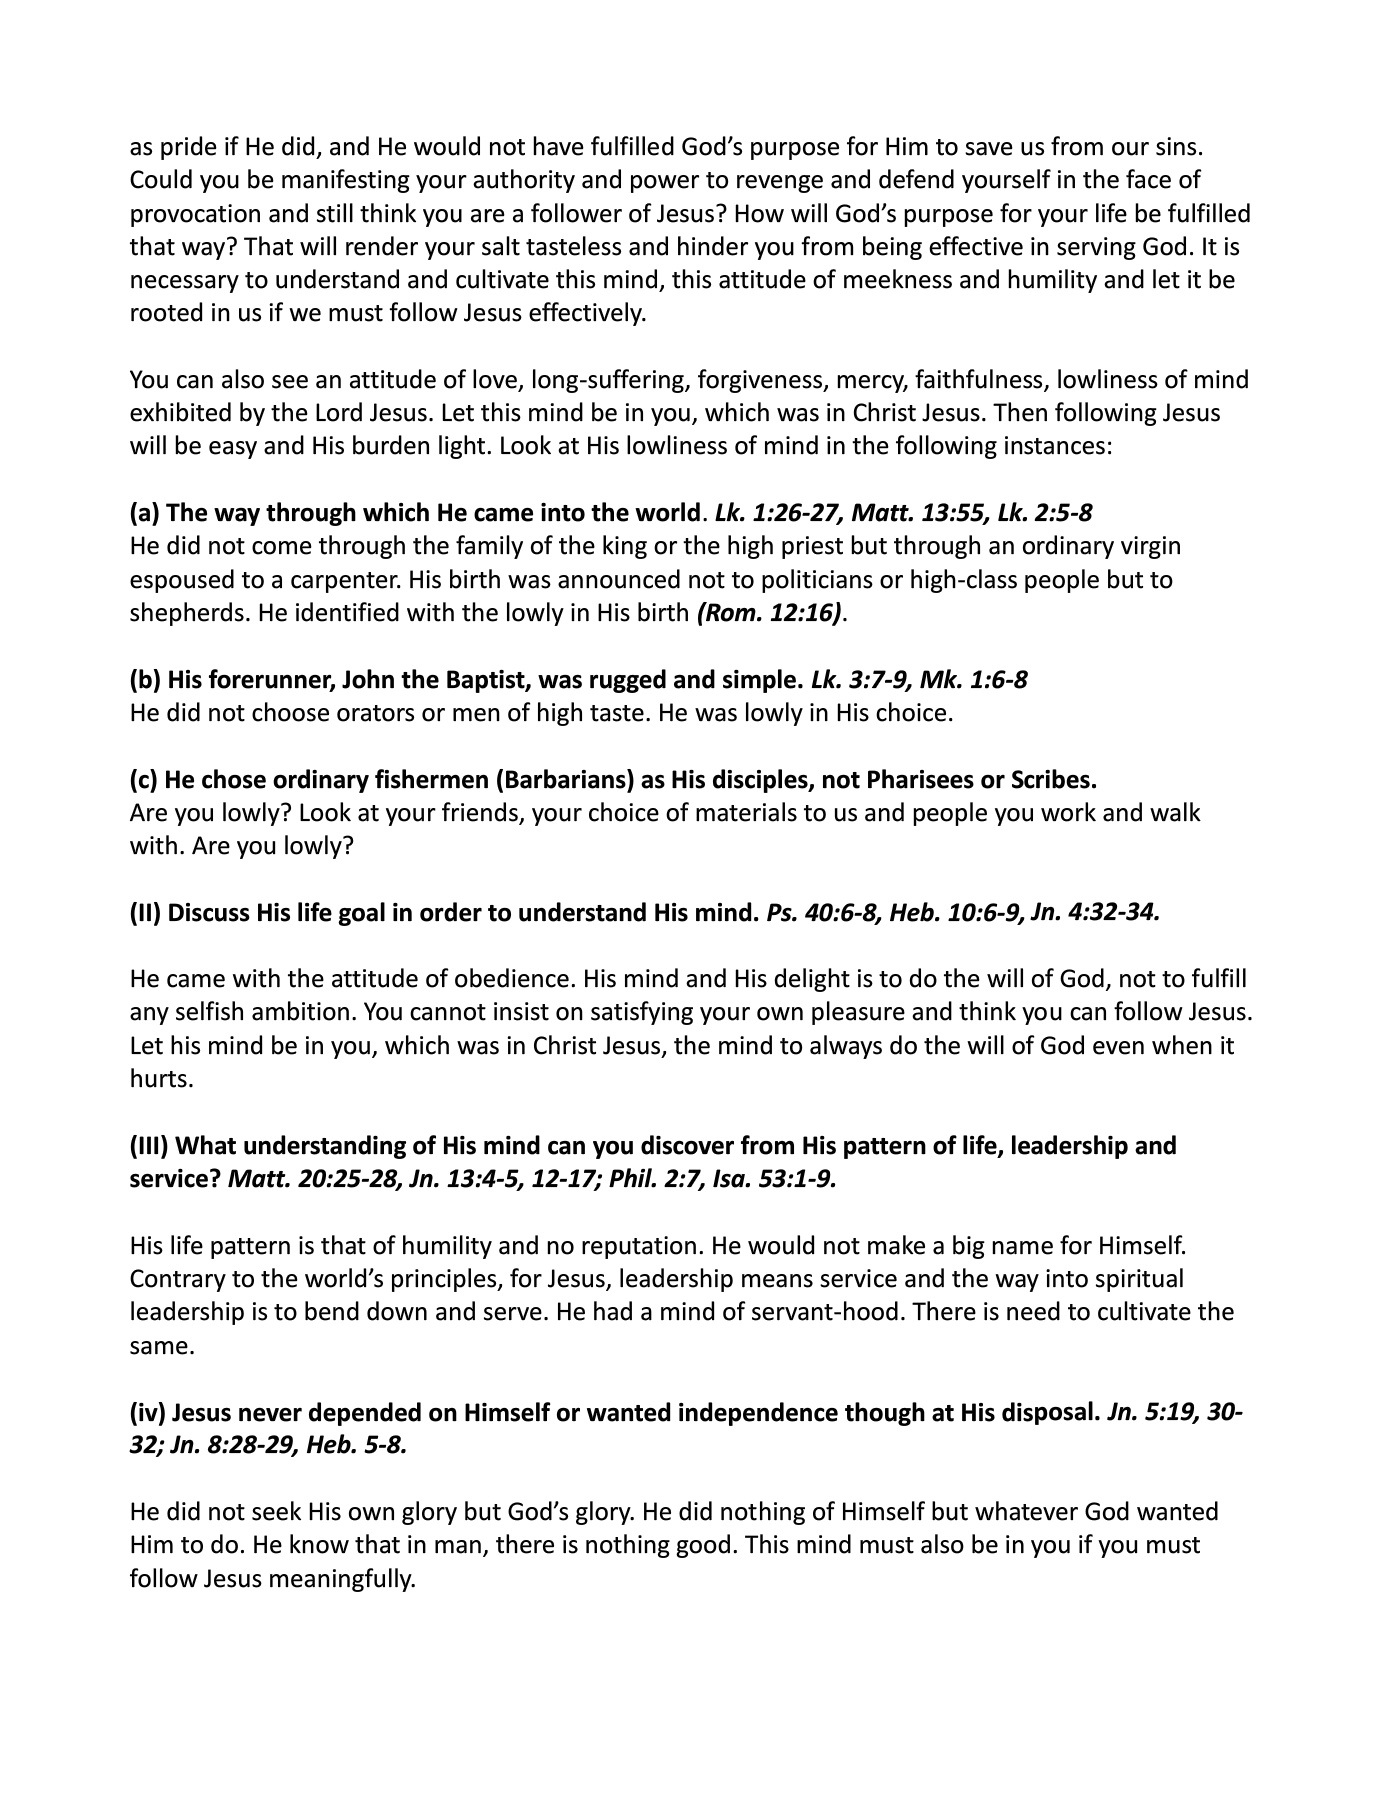 as pride if He did, and He would not have fulfilled God’s purpose for Him to save us from our sins.
Could you be manifesting your authority and power to revenge and defend yourself in the face of
provocation and still think you are a follower of Jesus? How will God’s purpose for your life be fulfilled
that way? That will render your salt tasteless and hinder you from being effective in serving God. It is
necessary to understand and cultivate this mind, this attitude of meekness and humility and let it be
rooted in us if we must follow Jesus effectively.
You can also see an attitude of love, long-suffering, forgiveness, mercy, faithfulness, lowliness of mind
exhibited by the Lord Jesus. Let this mind be in you, which was in Christ Jesus. Then following Jesus
will be easy and His burden light. Look at His lowliness of mind in the following instances:
(a) The way through which He came into the world. Lk. 1:26-27, Matt. 13:55, Lk. 2:5-8
He did not come through the family of the king or the high priest but through an ordinary virgin
espoused to a carpenter. His birth was announced not to politicians or high-class people but to
shepherds. He identified with the lowly in His birth (Rom. 12:16).
(b) His forerunner, John the Baptist, was rugged and simple. Lk. 3:7-9, Mk. 1:6-8
He did not choose orators or men of high taste. He was lowly in His choice.
(c) He chose ordinary fishermen (Barbarians) as His disciples, not Pharisees or Scribes.
Are you lowly? Look at your friends, your choice of materials to us and people you work and walk
with. Are you lowly?
(II) Discuss His life goal in order to understand His mind. Ps. 40:6-8, Heb. 10:6-9, Jn. 4:32-34.
He came with the attitude of obedience. His mind and His delight is to do the will of God, not to fulfill
any selfish ambition. You cannot insist on satisfying your own pleasure and think you can follow Jesus.
Let his mind be in you, which was in Christ Jesus, the mind to always do the will of God even when it
hurts.
(III) What understanding of His mind can you discover from His pattern of life, leadership and
service? Matt. 20:25-28, Jn. 13:4-5, 12-17; Phil. 2:7, Isa. 53:1-9.
His life pattern is that of humility and no reputation. He would not make a big name for Himself.
Contrary to the world’s principles, for Jesus, leadership means service and the way into spiritual
leadership is to bend down and serve. He had a mind of servant-hood. There is need to cultivate the
same.
(iv) Jesus never depended on Himself or wanted independence though at His disposal. Jn. 5:19, 30-
32; Jn. 8:28-29, Heb. 5-8.
He did not seek His own glory but God’s glory. He did nothing of Himself but whatever God wanted
Him to do. He know that in man, there is nothing good. This mind must also be in you if you must
follow Jesus meaningfully.